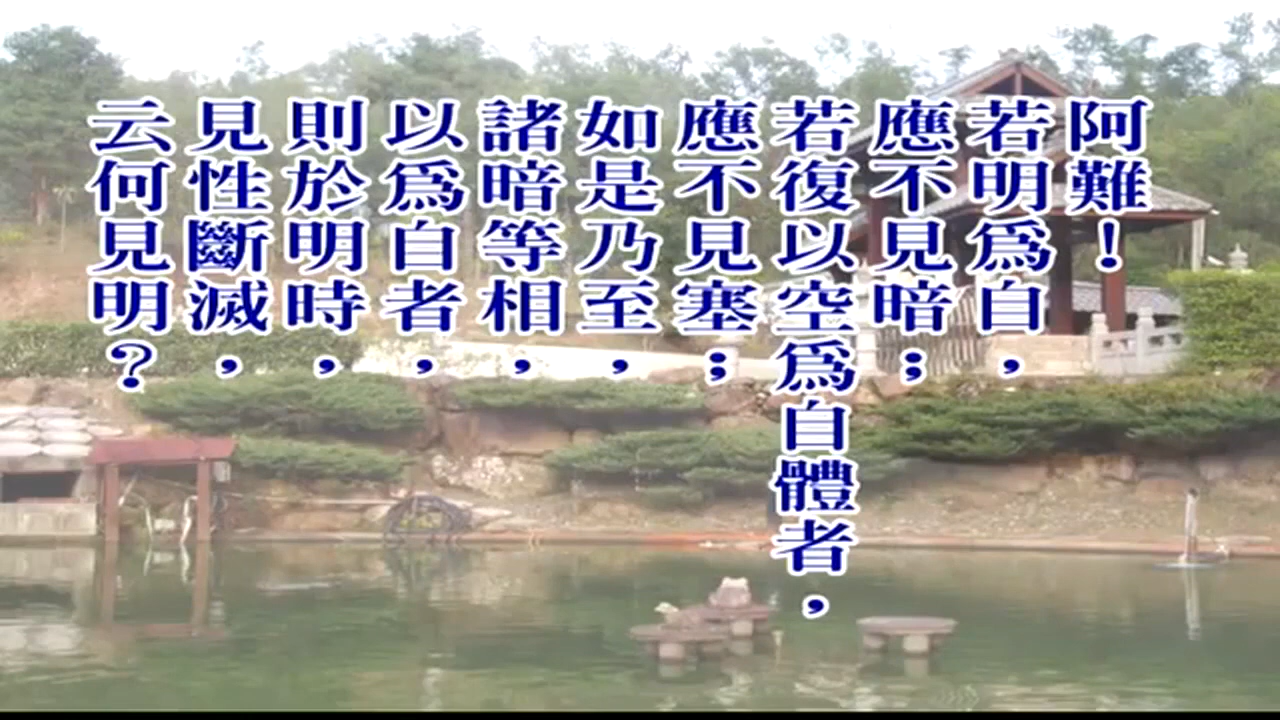 阿難！
若明爲自，
應不見暗；
若復以空爲自體者，
應不見塞；
如是乃至，
諸暗等相，
以爲自者，
則於明時，
見性斷滅，
云何見明？